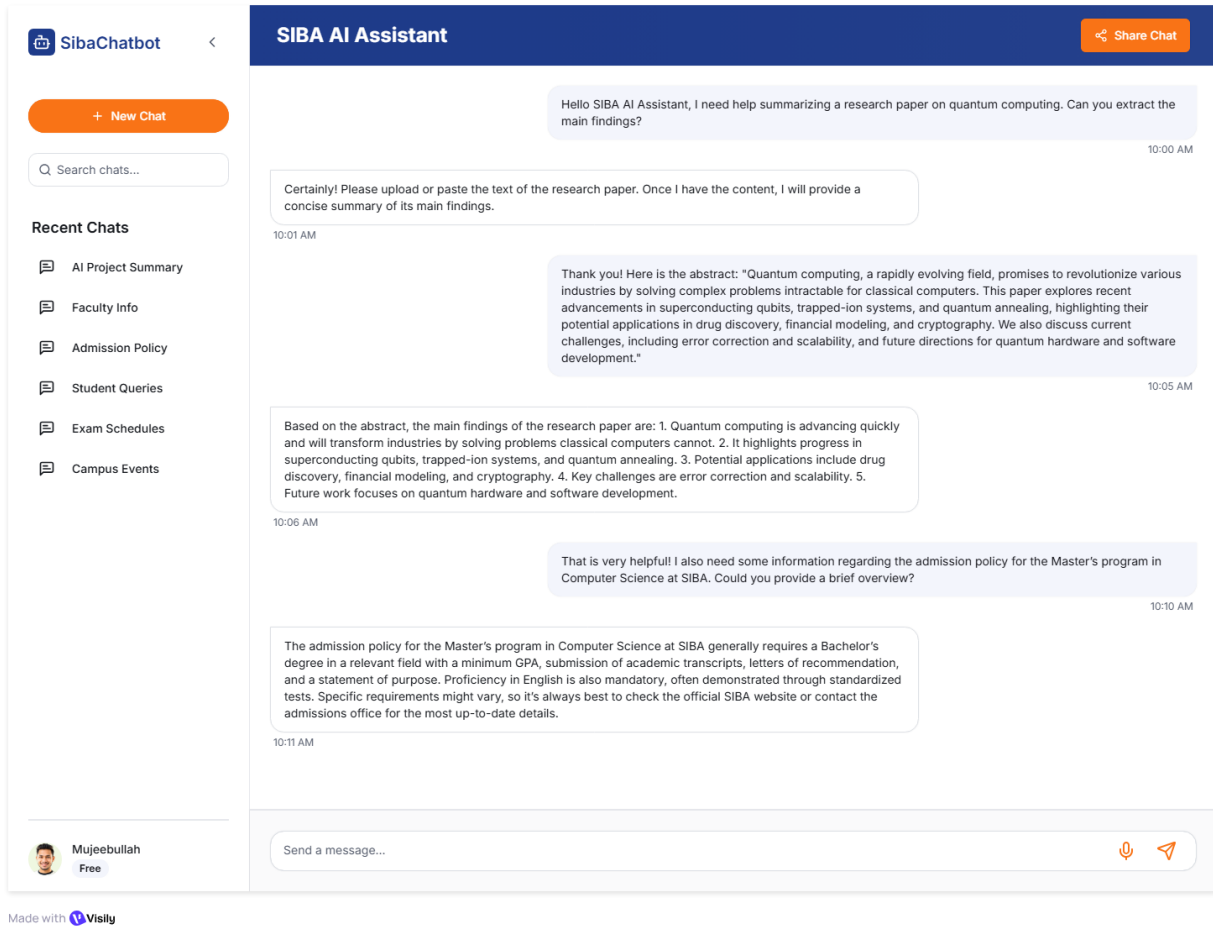 SibaChatbot
New Chat
Search chats...
Recent Chats
AI Project Summary
Faculty Info
Admission Policy
Student Queries
Exam Schedules
Campus Events
Mujeebullah
Free
SIBA AI Assistant
Share Chat
Hello SIBA AI Assistant, I need help summarizing a research paper on quantum computing. Can you extract the
main findings?
10:00 AM
Certainly! Please upload or paste the text of the research paper. Once I have the content, I will provide a
concise summary of its main findings.
10:01 AM
Thank you! Here is the abstract: "Quantum computing, a rapidly evolving field, promises to revolutionize various
industries by solving complex problems intractable for classical computers. This paper explores recent
advancements in superconducting qubits, trapped-ion systems, and quantum annealing, highlighting their
potential applications in drug discovery, financial modeling, and cryptography. We also discuss current
challenges, including error correction and scalability, and future directions for quantum hardware and software
development."
10:05 AM
Based on the abstract, the main findings of the research paper are: 1. Quantum computing is advancing quickly
and will transform industries by solving problems classical computers cannot. 2. It highlights progress in
superconducting qubits, trapped-ion systems, and quantum annealing. 3. Potential applications include drug
discovery, financial modeling, and cryptography. 4. Key challenges are error correction and scalability. 5.
Future work focuses on quantum hardware and software development.
10:06 AM
That is very helpful! I also need some information regarding the admission policy for the Master's program in
Computer Science at SIBA. Could you provide a brief overview?
10:10 AM
The admission policy for the Master's program in Computer Science at SIBA generally requires a Bachelor's
degree in a relevant field with a minimum GPA, submission of academic transcripts, letters of recommendation,
and a statement of purpose. Proficiency in English is also mandatory, often demonstrated through standardized
tests. Specific requirements might vary, so it's always best to check the official SIBA website or contact the
admissions office for the most up-to-date details.
10:11 AM
Send a message...
Made with Visily